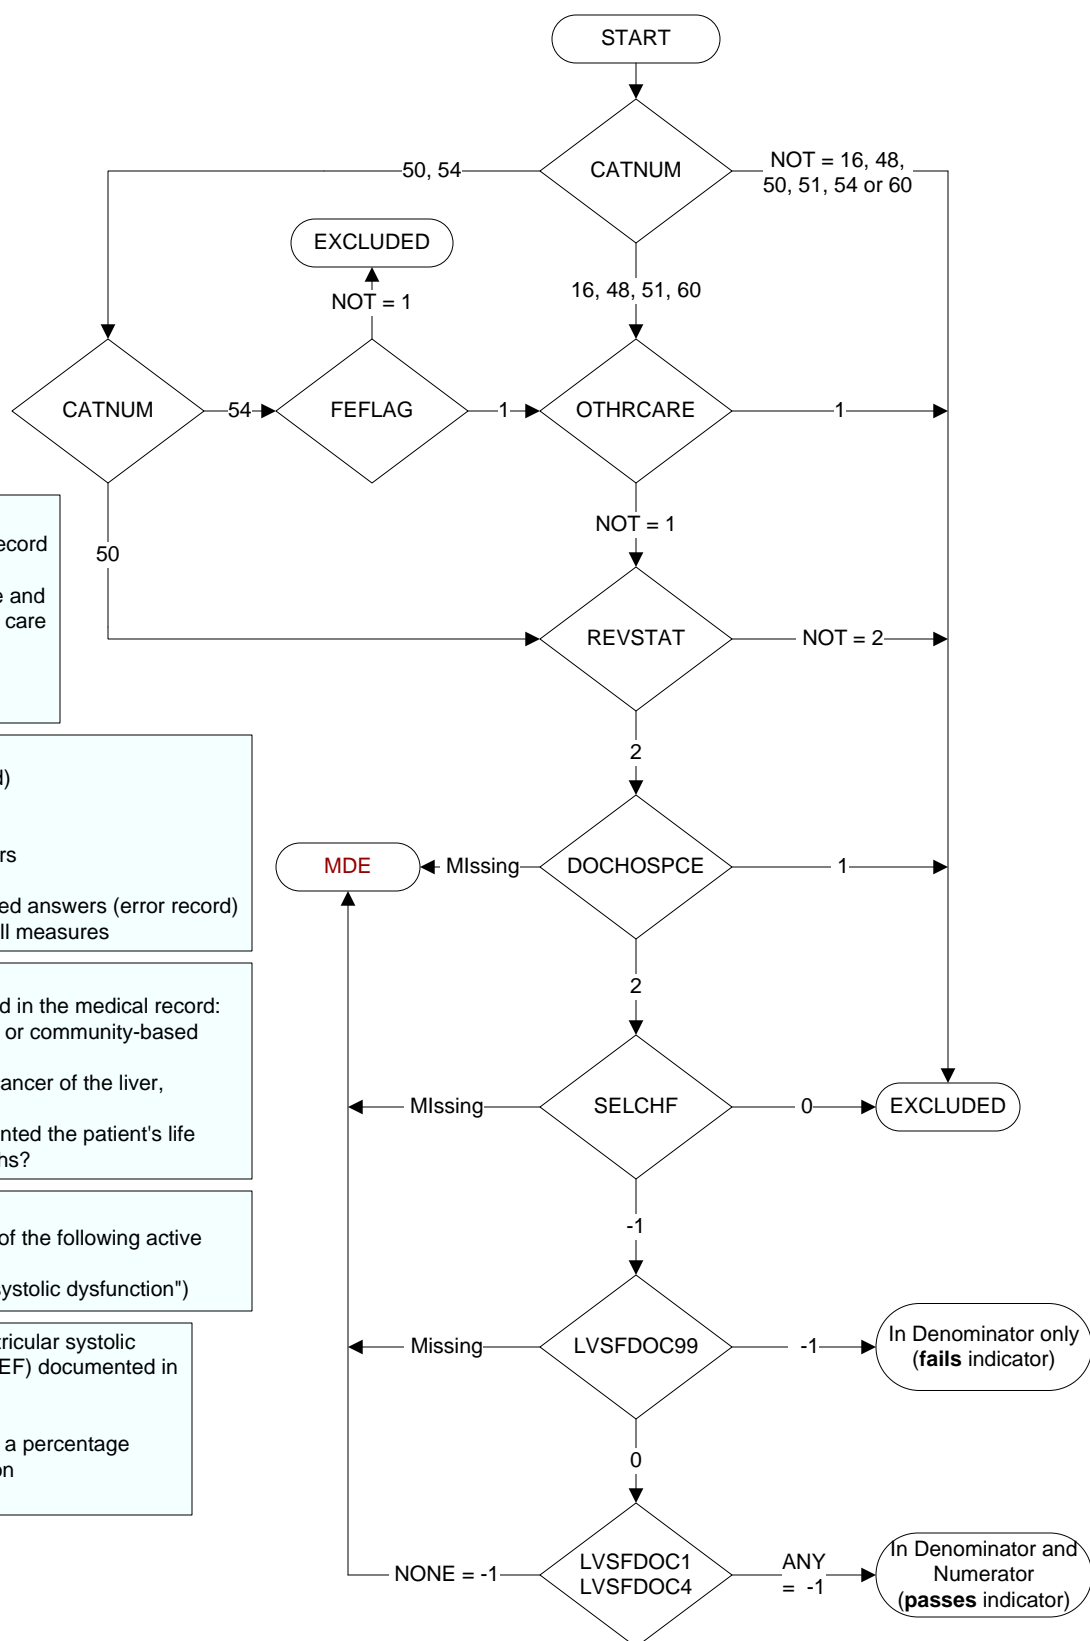 START
CATNUM
50, 54
NOT = 16, 48,
50, 51, 54 or 60
EXCLUDED
NOT = 1
16, 48, 51, 60
CATNUM
54
FEFLAG
1
OTHRCARE
1
NOT = 1
50
REVSTAT
NOT = 2
2
MDE
MIssing
DOCHOSPCE
1
2
MIssing
SELCHF
0
EXCLUDED
-1
Missing
LVSFDOC99
-1
In Denominator only
(fails indicator)
0
NONE = -1
LVSFDOC1
LVSFDOC4
ANY
= -1
In Denominator and
Numerator
(passes indicator)
ecord
and
care
rs
ed answers (error record)
ll measures
d in the medical record:
or community-based
ancer of the liver,
nted the patient's life
hs?
of the following active
systolic dysfunction")
tricular systolic
EF) documented in
a percentage
on